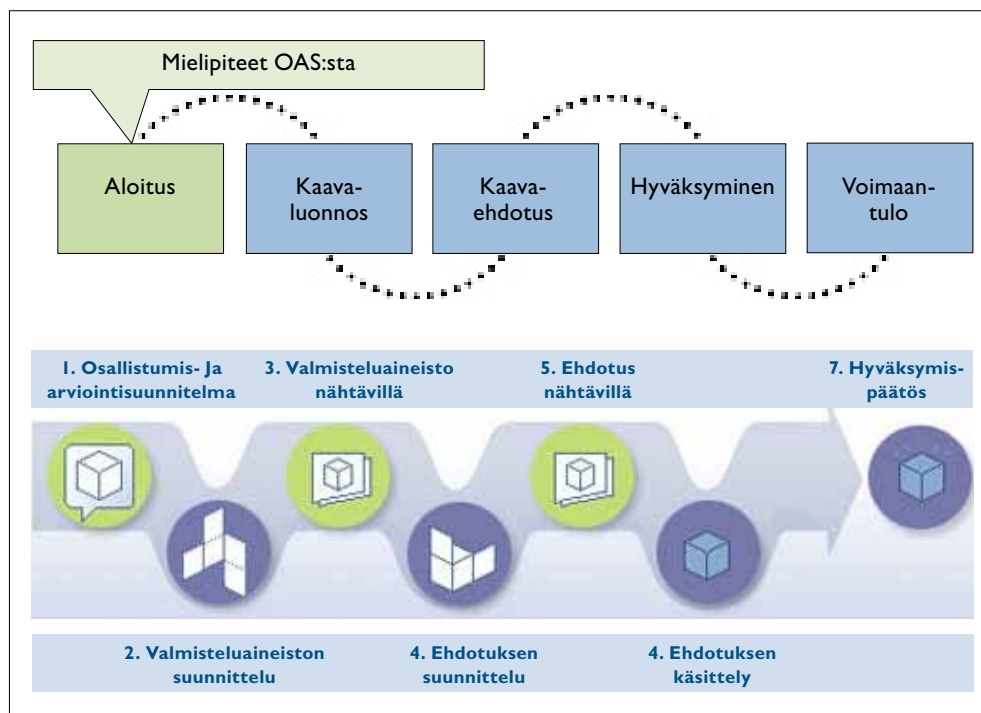 Mielipiteet OAS:sta
Aloitus
Kaava-
luonnos
Kaava-
ehdotus
Hyväksyminen
Voimaan-
tulo
1. Osallistumis- Ja
arviointisuunnitelma
3. Valmisteluaineisto
nähtävillä
5. Ehdotus
nähtävillä
7. Hyväksymis-
päätös
2. Valmisteluaineiston
suunnittelu
4. Ehdotuksen
suunnittelu
4. Ehdotuksen
käsittely